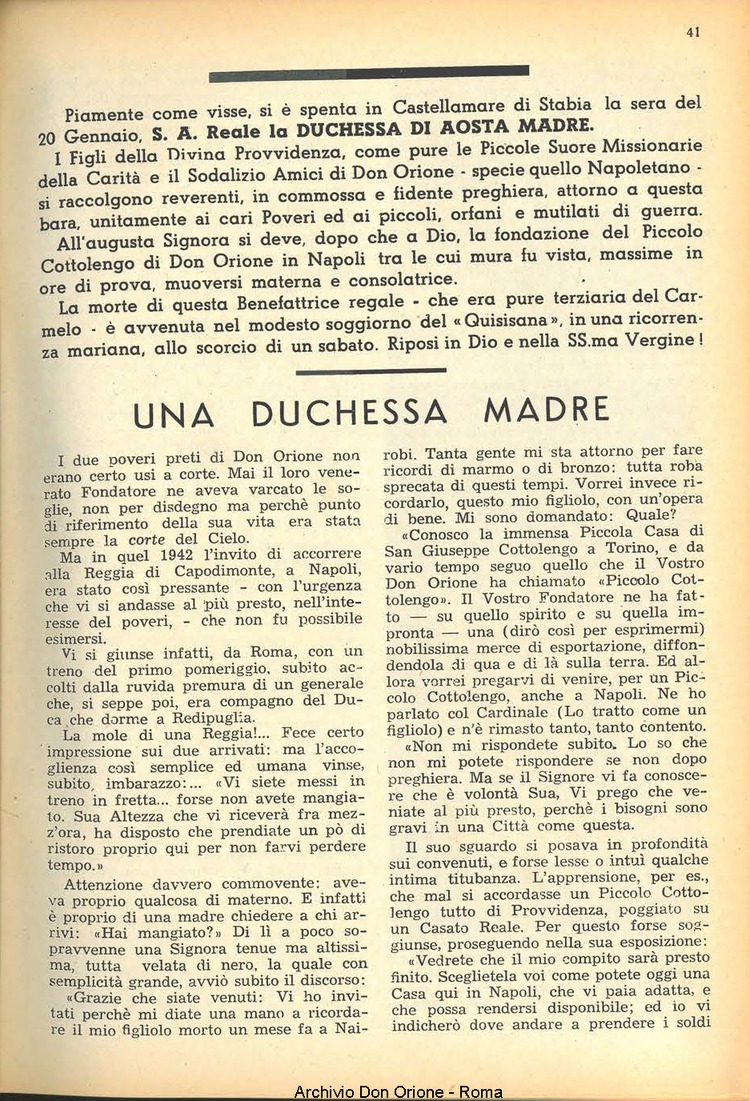 41
Piamente come visse, si è spenta in Castellamare di Stabia la sera del
20 Gennaio, S. A. Reale la DUCHESSA DI AOSTA MADRE.
I Figli della Divina Provvidenza, come pure le Piccole Suore Missionarie
della Carità e il Sodalizio Amici di Don Orione - specie quello Napoletano -
si raccolgono reverenti, in commossa e fidente preghiera, attorno a questa
bara, unitamente ai cari Poveri ed ai piccoli, orfani e mutilati di guerra.
All'augusta Signora si deve, dopo che a Dio, la fondazione del Piccolo
Cottolengo di Don Orione in Napoli tra le cui mura fu vista, massime in
ore di prova, muoversi materna e consolatrice.
La morte di questa Benefattrice regale - che era pure terziaria del Car-
melo - è avvenuta nel modesto soggiorno del «Quisisana», in una ricorren-
za mariana, allo scorcio di un sabato. Riposi in Dio e nella SS.ma Vergine!
UNA DUCHESSA MADRE
I due poveri preti di Don Orione non
erano certo usi a corte. Mai il loro vene-
rato Fondatore ne aveva varcato le so-
glie, non per disdegno ma perchè punto
di riferimento della sua vita era stata
sempre la corte del Cielo.
Ma in quel 1942 l'invito di accorrere
alla Reggia di Capodimonte, a Napoli,
era stato così pressante - con l'urgenza
che vi si andasse al più presto, nell'inte-
resse del poveri, - che non fu possibile
esimersi.
Vi si giunse infatti, da Roma, con un
treno del primo pomeriggio, subito ac-
colti dalla ruvida premura di un generale
che, si seppe poi, era compagno del Du-
ca che dorme a Redipuglia.
La mole di una Reggia!... Fece certo
impressione sui due arrivati: ma l'acco-
glienza così semplice ed umana vinse,
subito, imbarazzo:... «Vi siete messi in
treno in fretta... forse non avete mangia-
to. Sua Altezza che vi riceverà fra mez-
z'ora, ha disposto che prendiate un pò di
ristoro proprio qui per non farvi perdere
tempo.»
Attenzione davvero commovente: ave-
va proprio qualcosa di materno. E infatti
è proprio di una madre chiedere a chi ar-
rivi: «Hai mangiato?» Di lì a poco so-
pravvenne una Signora tenue ma altissi-
ma, tutta velata di nero, la quale con
semplicità grande, avviò subito il discorso:
«Grazie che siate venuti: Vi ho invi-
tati perchè mi diate una mano a ricorda-
re il mio figliolo morto un mese fa a Nai-
robi. Tanta gente mi sta attorno per fare
ricordi di marmo o di bronzo: tutta roba
sprecata di questi tempi. Vorrei invece ri-
cordarlo, questo mio figliolo, con un'opera
di bene. Mi sono domandato: Quale?
«Conosco la immensa Piccola Casa di
San Giuseppe Cottolengo a Torino, e da
vario tempo seguo quello che il Vostro
Don Orione ha chiamato «Piccolo Cot-
tolengo». Il Vostro Fondatore ne ha fat-
to — su quello spirito e su quella im-
pronta — una (dirò così per esprimermi)
nobilissima merce di esportazione, diffon-
dendola di qua e di là sulla terra. Ed al-
lora vorrei pregarvi di venire, per un Pic-
colo Cottolengo, anche a Napoli. Ne ho
parlato col Cardinale (Lo tratto come un
figliolo) e n'è rimasto tanto, tanto contento.
«Non mi rispondete subito. Lo so che
non mi potete rispondere se non dopo
preghiera. Ma se il Signore vi fa conosce-
re che è volontà Sua, Vi prego che ve-
niate al più presto, perchè i bisogni sono
gravi in una Città come questa.
Il suo sguardo si posava in profondità
sui convenuti, e forse lesse o intuì qualche
intima titubanza. L'apprensione, per es.,
che mal si accordasse un Piccolo Cotto-
lengo tutto di Provvidenza, poggiato su
un Casato Reale. Per questo forse sog-
giunse, proseguendo nella sua esposizione:
«Vedrete che il mio compito sarà presto
finito. Sceglietela voi come potete oggi una
Casa qui in Napoli, che vi paia adatta, e
che possa rendersi disponibile; ed io vi
indicherò dove andare a prendere i soldi
Archivio Don Orione - Roma